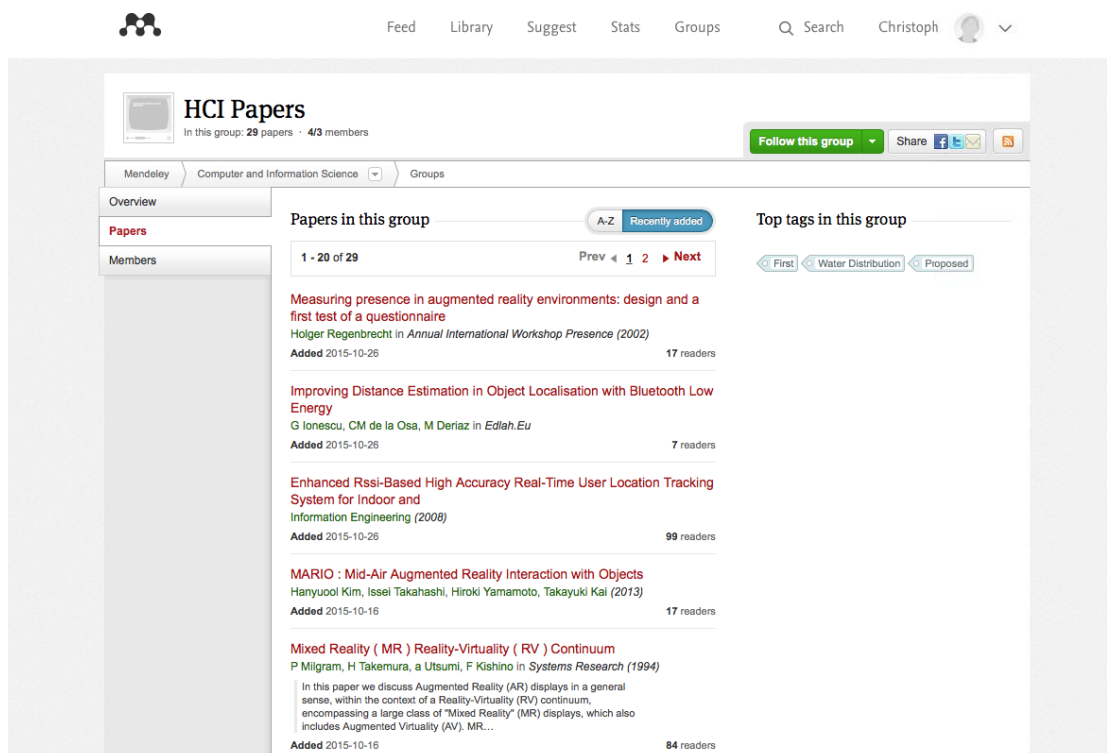 Feed Library Suggest Stats Groups Search Christoph
HCI Papers
In this group: 29 papers · 4/3 members
Follow this group Share
Mendeley Computer and Information Science Groups
Overview
Papers
Members
Papers in this group A-Z Recently added
1 - 20 of 29 Prev 1 2 Next
Measuring presence in augmented reality environments: design and a
first test of a questionnaire
Holger Regenbrecht in Annual International Workshop Presence (2002)
Added 2015-10-26 17 readers
Improving Distance Estimation in Object Localisation with Bluetooth Low
Energy
G Ionescu, CM de la Osa, M Deriaz in Edlah.Eu
Added 2015-10-26 7 readers
Enhanced Rssi-Based High Accuracy Real-Time User Location Tracking
System for Indoor and
Information Engineering (2008)
Added 2015-10-26 99 readers
MARIO : Mid-Air Augmented Reality Interaction with Objects
Hanyuool Kim, Issei Takahashi, Hiroki Yamamoto, Takayuki Kai (2013)
Added 2015-10-16 17 readers
Mixed Reality ( MR ) Reality-Virtuality ( RV ) Continuum
P Milgram, H Takemura, a Utsumi, F Kishino in Systems Research (1994)
In this paper we discuss Augmented Reality (AR) displays in a general
sense, within the context of a Reality-Virtuality (RV) continuum,
encompassing a large class of "Mixed Reality" (MR) displays, which also
includes Augmented Virtuality (AV). MR...
Added 2015-10-16 84 readers
Top tags in this group
First Water Distribution Proposed